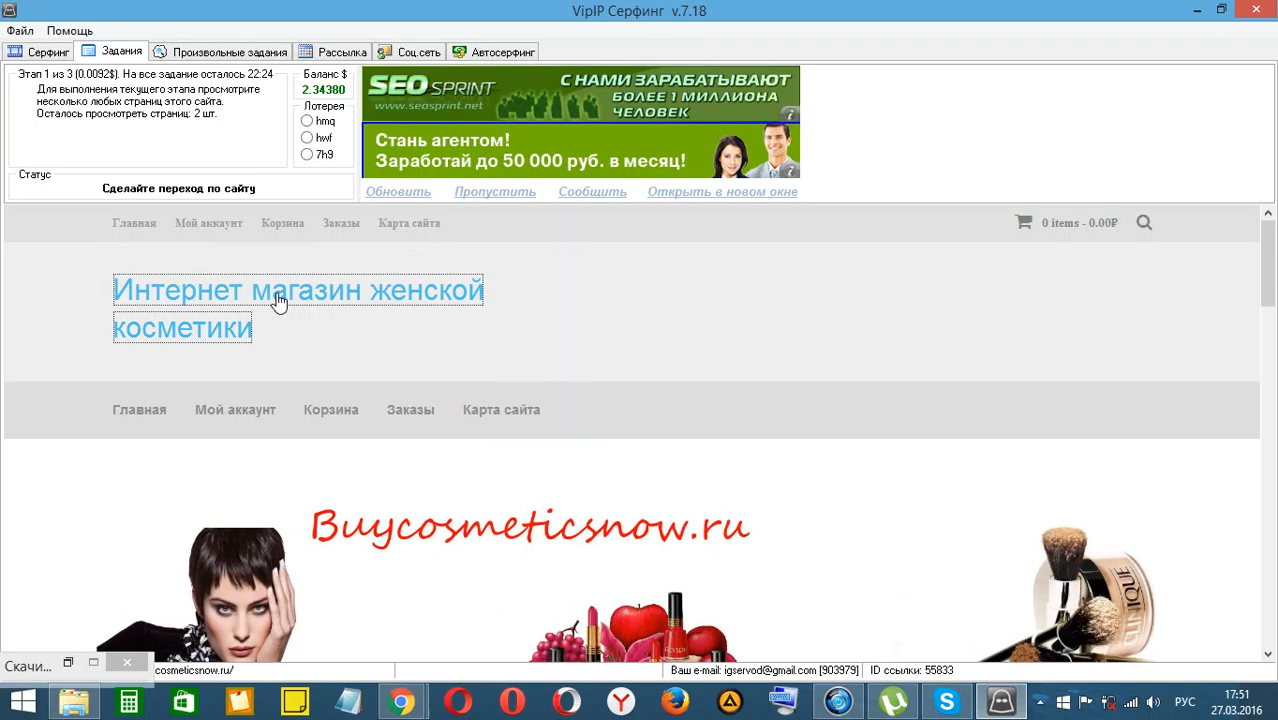 VipIP Серфинг v.7.18
Файл Помощь
Серфинг Задания Произвольные задания Рассылка Соц.сеть Автосерфинг
Этап 1 из 3 (0.0092$). На все задание осталось 22:24
Для выполнения текущего этапа просмотрите
несколько любых страниц этого сайта.
Осталось просмотреть страниц: 2 шт.
Статус
Сделайте переход по сайту
Баланс $
2.34380
Лотерея
hmq
hwf
7h9
SEO SPRINT
www.seosprint.net
С НАМИ ЗАРАБАТЫВАЮТ
БОЛЕЕ 1 МИЛЛИОНА
ЧЕЛОВЕК
Стань агентом!
Заработай до 50 000 руб. в месяц!
Обновить Пропустить Сообщить Открыть в новом окне
Главная Мой аккаунт Корзина Заказы Карта сайта 0 items - 0.00₽
Интернет магазин женской
косметики
Главная Мой аккаунт Корзина Заказы Карта сайта
Buycosmeticsnow.ru
CLINIQUE
Скачи...
cosmeticsnow.ru/ Ваш e-mail: igservod@gmail.com [903979] ID ссылки: 55833
РУС
17:51
27.03.2016